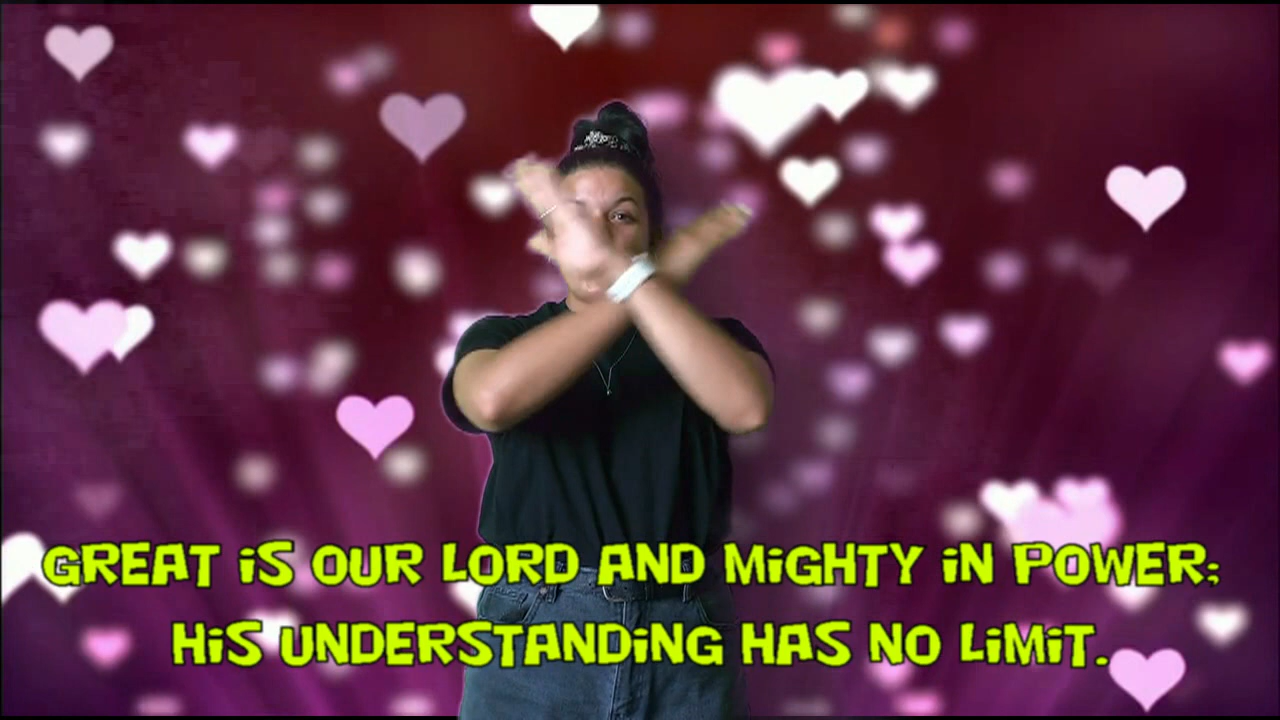 GREAT iS OUR LORD AND MiGHTY iN POWER;
HiS UNDERSTANDiNG HAS NO LiMiT.